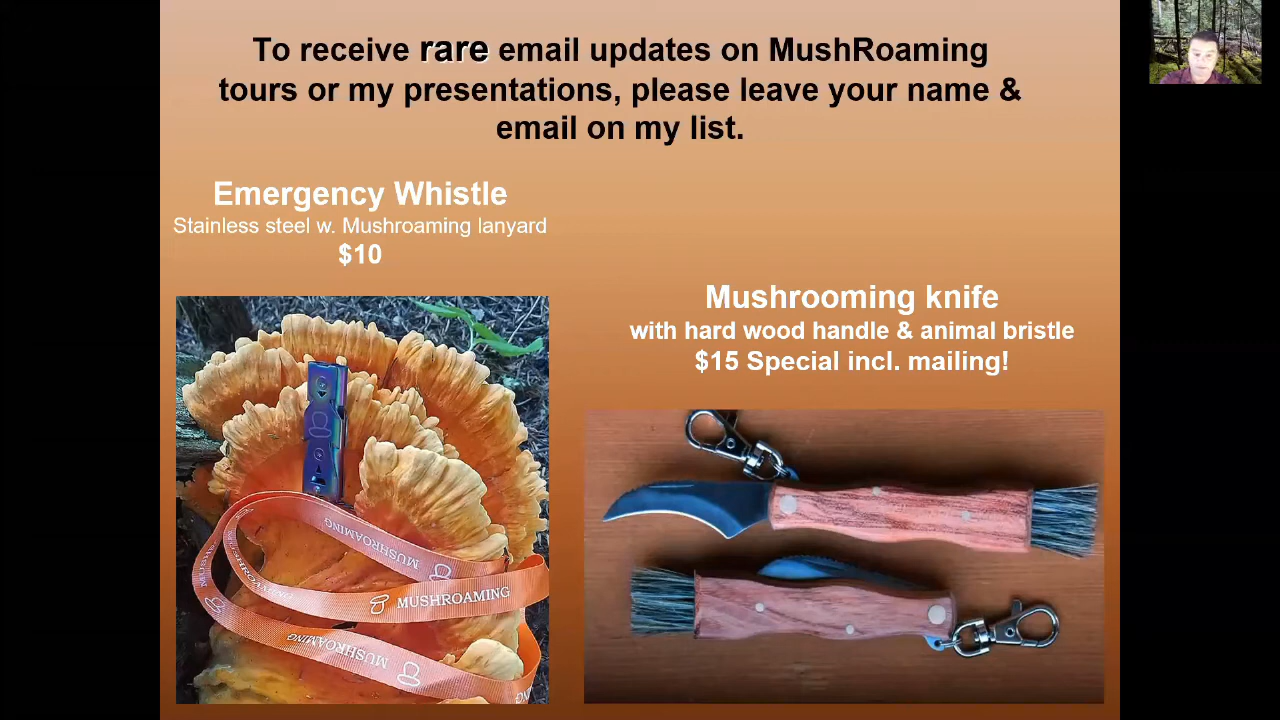 To receive rare email updates on MushRoaming
tours or my presentations, please leave your name &
email on my list.
Emergency Whistle
Stainless steel w. Mushroaming lanyard
$10
Mushrooming knife
with hard wood handle & animal bristle
$15 Special incl. mailing!
MUSHROAMING
MUSHROAMING
MUSHROAMING
MUSHROAMING